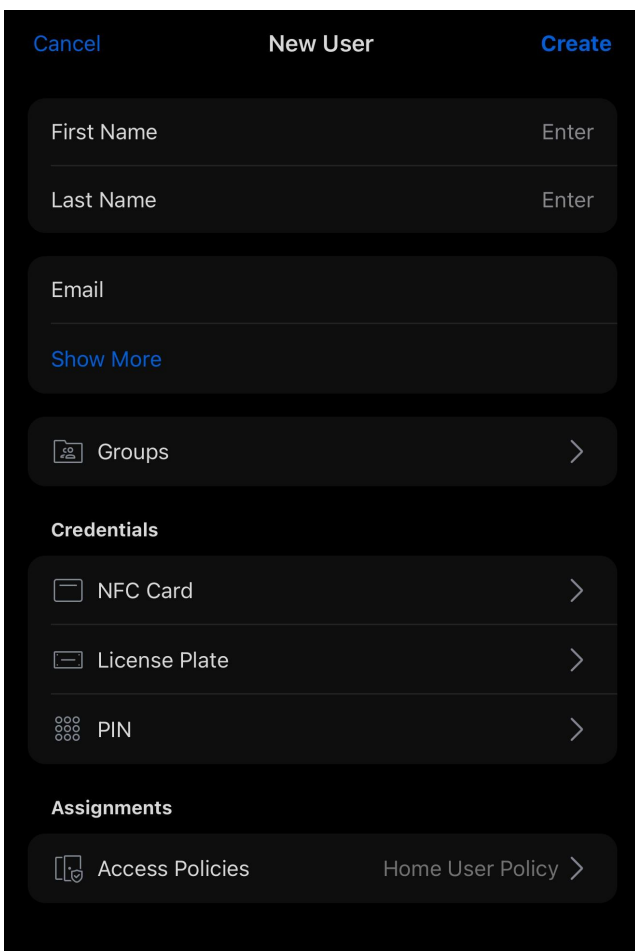 Cancel New User Create
First Name Enter
Last Name Enter
Email
Show More
Groups
Credentials
NFC Card
License Plate
PIN
Assignments
Access Policies Home User Policy